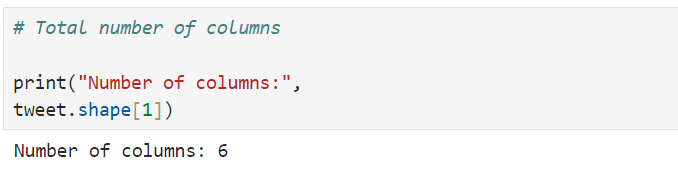 # Total number of columns
print("Number of columns:",
tweet.shape[1])
Number of columns: 6